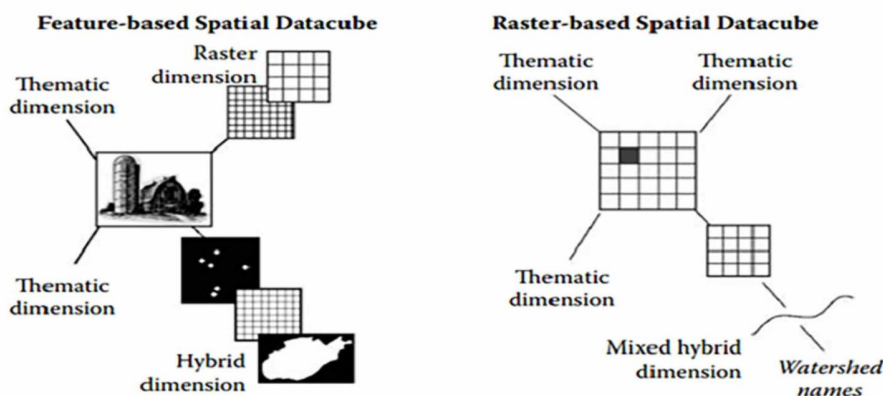 Feature-based Spatial Datacube
Raster
dimension
Thematic
dimension
Thematic
dimension
Hybrid
dimension
Raster-based Spatial Datacube
Thematic
dimension
Thematic
dimension
Thematic
dimension
Mixed hybrid
dimension
Watershed
names